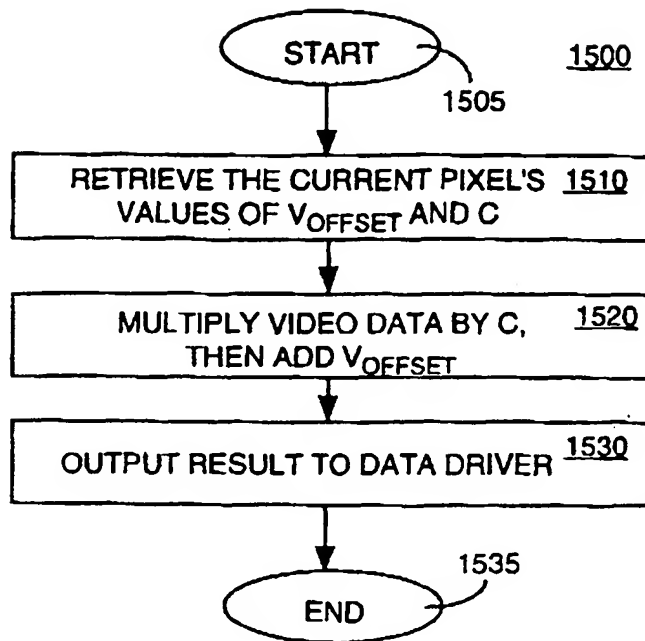 START
1500
1505
RETRIEVE THE CURRENT PIXEL'S 1510
VALUES OF VOFFSET AND C
MULTIPLY VIDEO DATA BY C, 1520
THEN ADD VOFFSET
OUTPUT RESULT TO DATA DRIVER 1530
1535
END